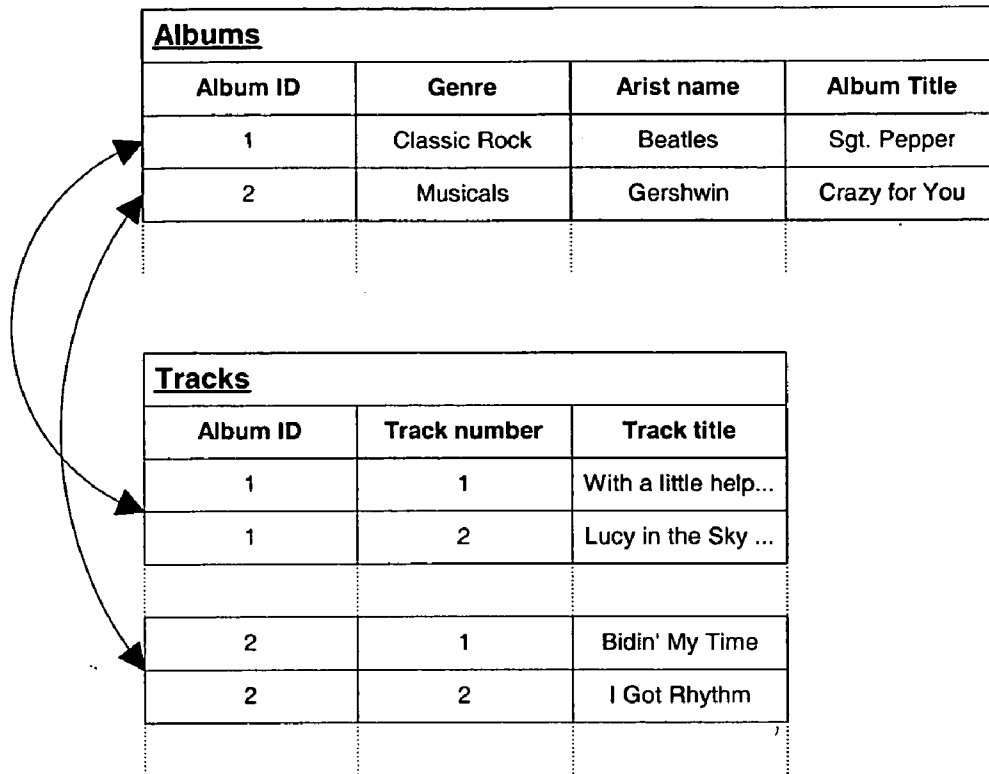 Albums
Album ID Genre Arist name Album Title
1 Classic Rock Beatles Sgt. Pepper
2 Musicals Gershwin Crazy for You
Tracks
Album ID Track number Track title
1 1 With a little help...
1 2 Lucy in the Sky ...
2 1 Bidin' My Time
2 2 I Got Rhythm